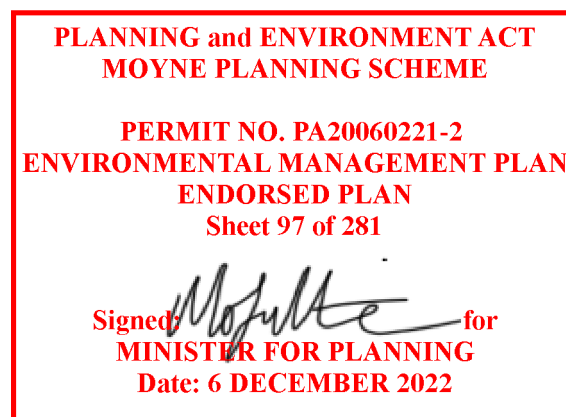 PLANNING and ENVIRONMENT ACT
MOYNE PLANNING SCHEME
PERMIT NO. PA20060221-2
ENVIRONMENTAL MANAGEMENT PLAN
ENDORSED PLAN
Sheet 97 of 281
Signed: for
MINISTER FOR PLANNING
Date: 6 DECEMBER 2022